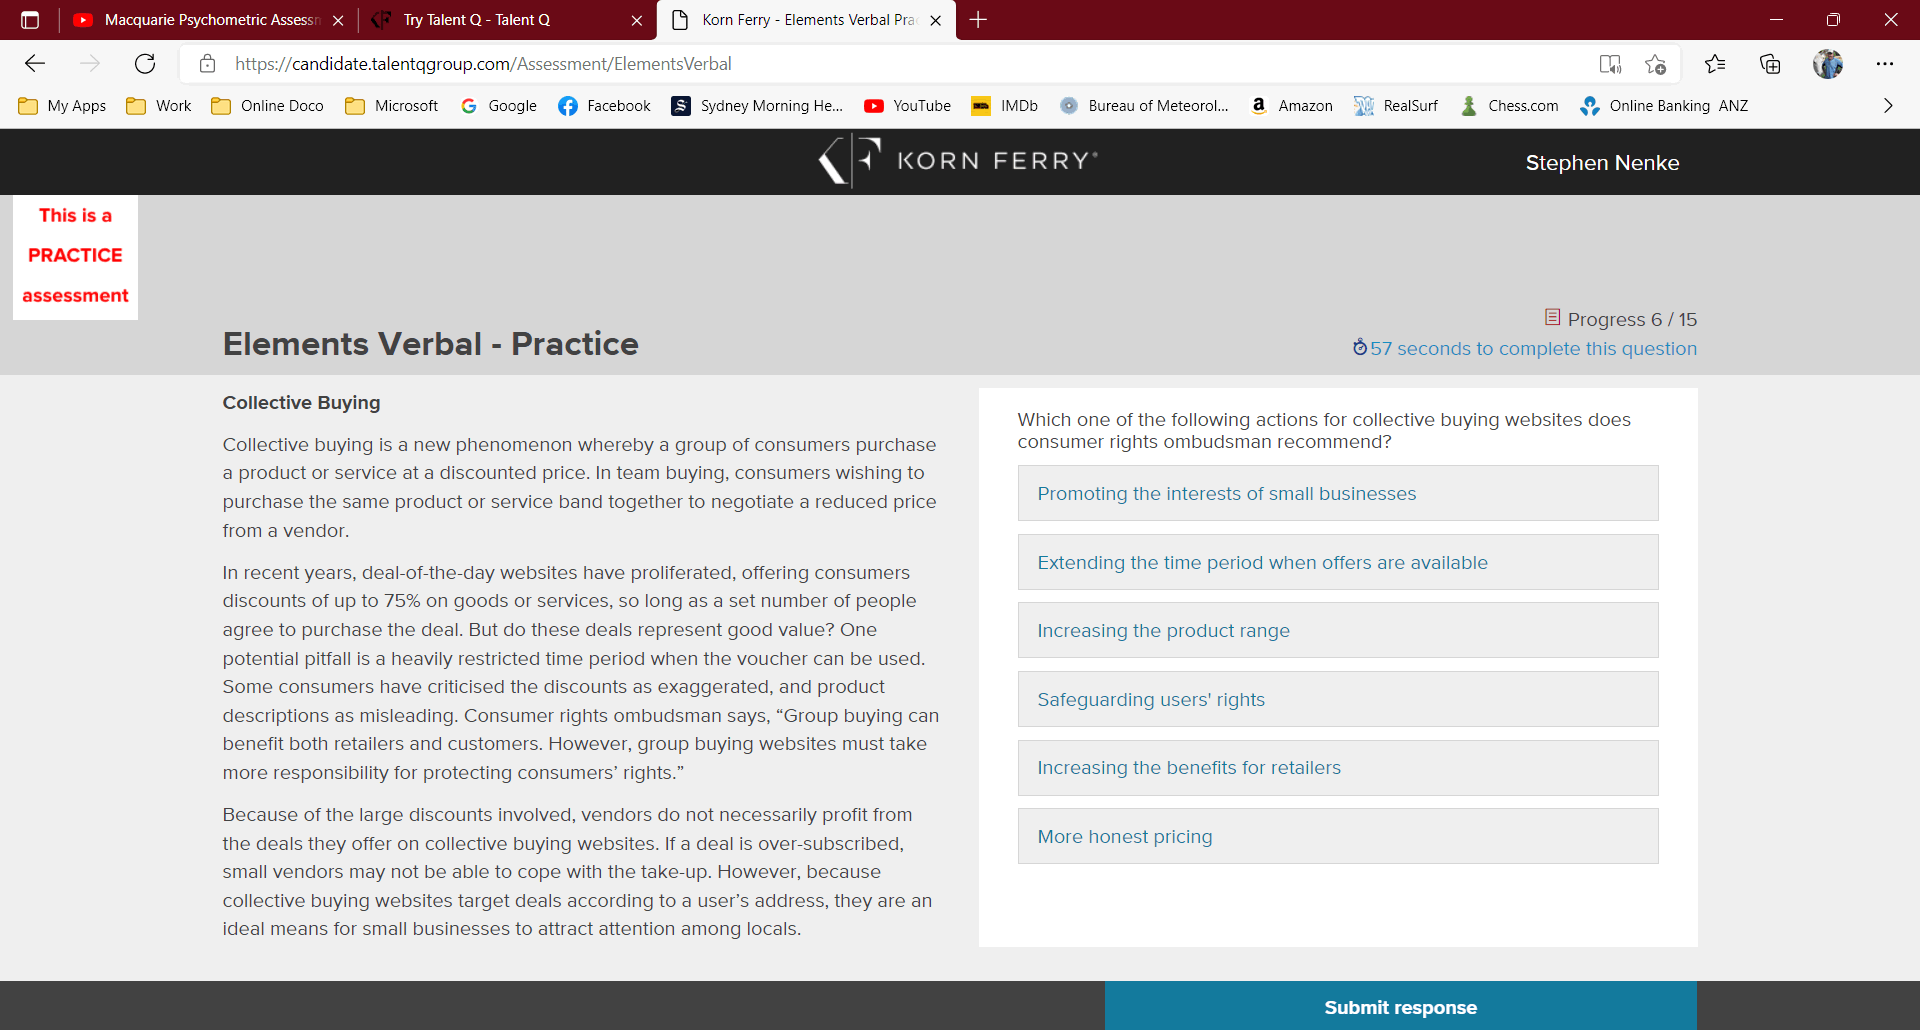 Macquarie Psychometric Assessm
Try Talent Q - Talent Q
Korn Ferry - Elements Verbal Prac
https://candidate.talentqgroup.com/Assessment/ElementsVerbal
My Apps
Work
Online Doco
Microsoft
Google
Facebook
Sydney Morning He...
YouTube
IMDb
Bureau of Meteorol...
Amazon
RealSurf
Chess.com
Online Banking ANZ
KORN FERRY
Stephen Nenke
This is a
PRACTICE
assessment
Progress 6 / 15
Elements Verbal - Practice
57 seconds to complete this question
Collective Buying
Collective buying is a new phenomenon whereby a group of consumers purchase
a product or service at a discounted price. In team buying, consumers wishing to
purchase the same product or service band together to negotiate a reduced price
from a vendor.
In recent years, deal-of-the-day websites have proliferated, offering consumers
discounts of up to 75% on goods or services, so long as a set number of people
agree to purchase the deal. But do these deals represent good value? One
potential pitfall is a heavily restricted time period when the voucher can be used.
Some consumers have criticised the discounts as exaggerated, and product
descriptions as misleading. Consumer rights ombudsman says, “Group buying can
benefit both retailers and customers. However, group buying websites must take
more responsibility for protecting consumers’ rights.”
Because of the large discounts involved, vendors do not necessarily profit from
the deals they offer on collective buying websites. If a deal is over-subscribed,
small vendors may not be able to cope with the take-up. However, because
collective buying websites target deals according to a user’s address, they are an
ideal means for small businesses to attract attention among locals.
Which one of the following actions for collective buying websites does
consumer rights ombudsman recommend?
Promoting the interests of small businesses
Extending the time period when offers are available
Increasing the product range
Safeguarding users' rights
Increasing the benefits for retailers
More honest pricing
Submit response